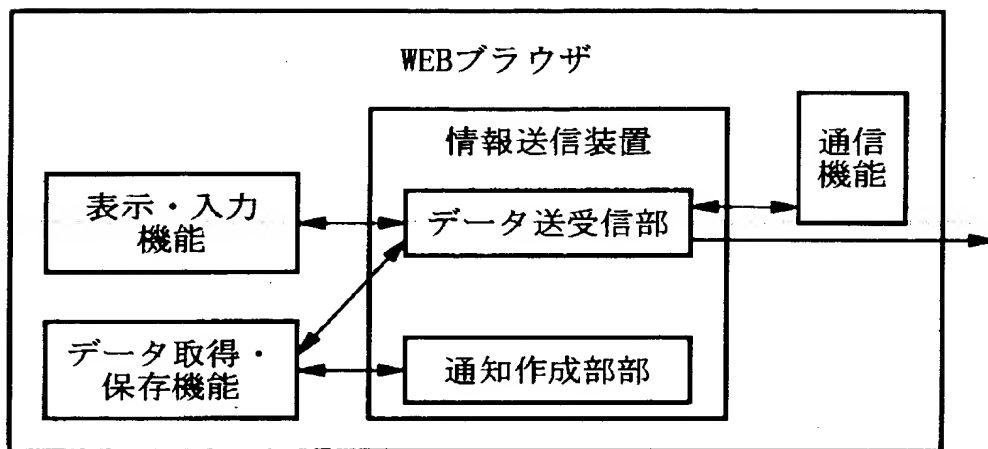 WEBブラウザ
情報送信装置
通信
機能
表示・入力
機能
データ送受信部
データ取得・
保存機能
通知作成部部